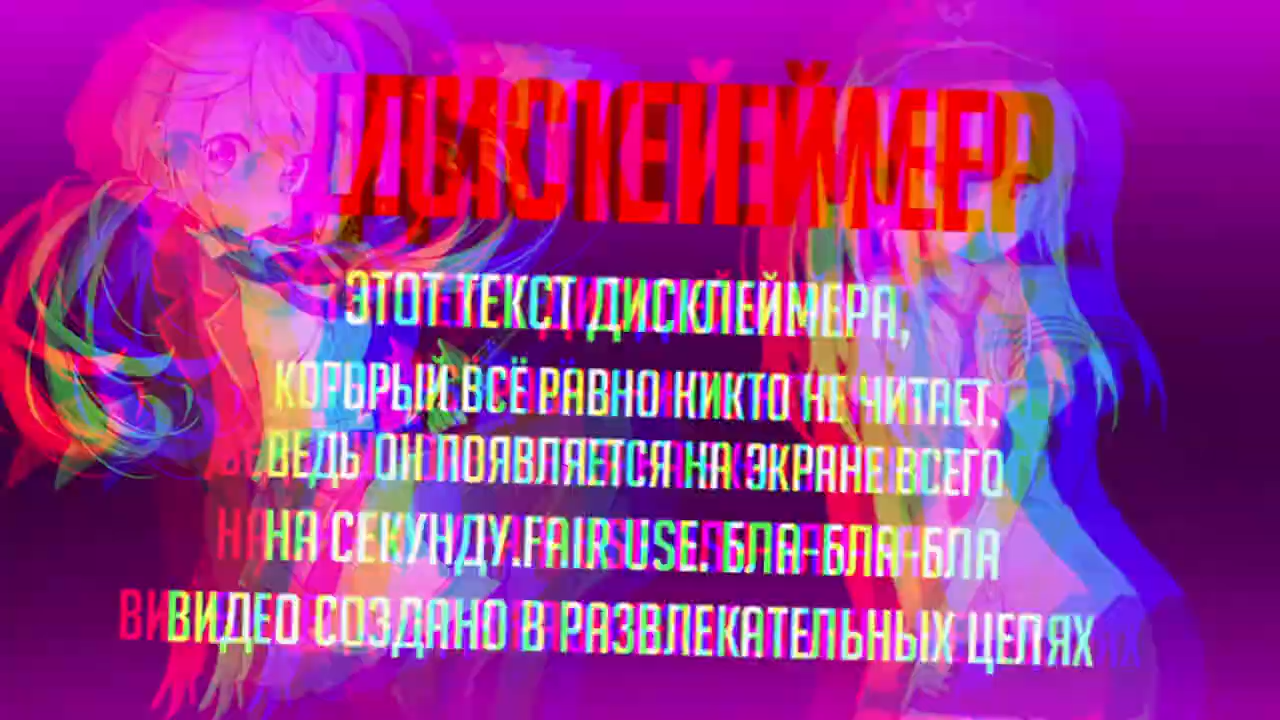 ДИСКЛЕЙМЕР
ЭТОТ ТЕКСТ ДИСКЛЕЙМЕРА,
КОТОРЫЙ ВСЁ РАВНО НИКТО НЕ ЧИТАЕТ.
ВЕДЬ ОН ПОЯВЛЯЕТСЯ НА ЭКРАНЕ ВСЕГО
НА СЕКУНДУ.FAIR USE. БЛА-БЛА-БЛА
ВИДЕО СОЗДАНО В РАЗВЛЕКАТЕЛЬНЫХ ЦЕЛЯХ